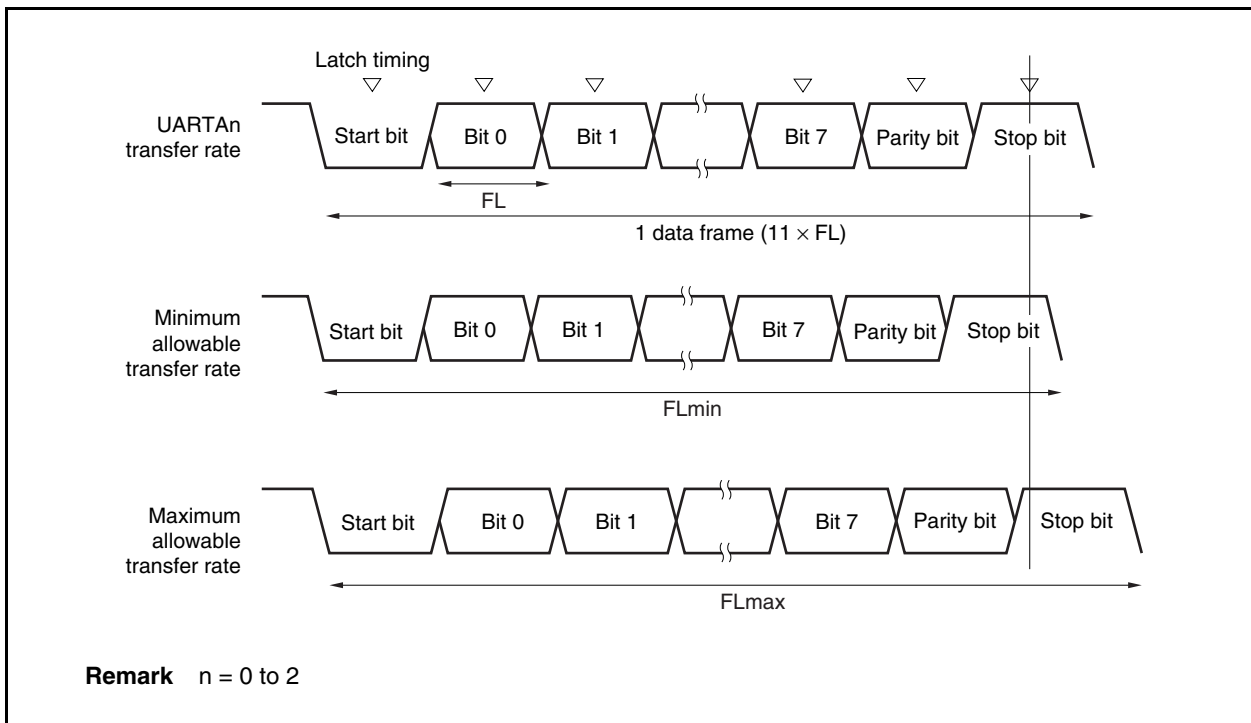 Latch timing
UARTAn
transfer rate
Start bit
Bit 0
Bit 1
Bit 7
Parity bit
Stop bit
FL
1 data frame (11 × FL)
Minimum
allowable
transfer rate
Start bit
Bit 0
Bit 1
Bit 7
Parity bit
Stop bit
FLmin
Maximum
allowable
transfer rate
Start bit
Bit 0
Bit 1
Bit 7
Parity bit
Stop bit
FLmax
Remark n = 0 to 2